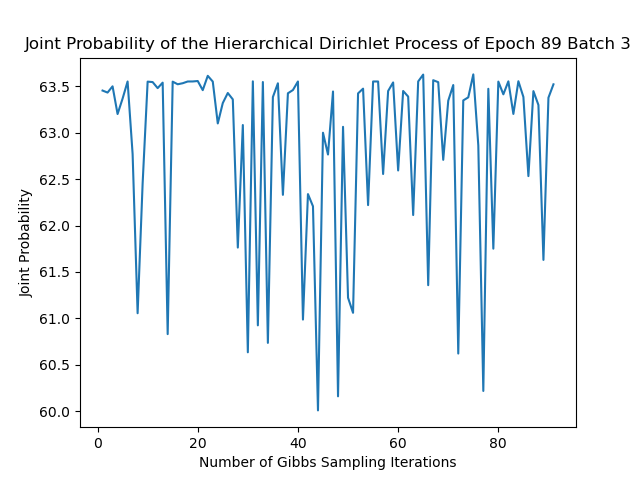 Joint Probability of the Hierarchical Dirichlet Process of Epoch 89 Batch 3
63.5
63.0
62.5
62.0
61.5
61.0
60.5
60.0
Joint Probability
0 20 40 60 80
Number of Gibbs Sampling Iterations